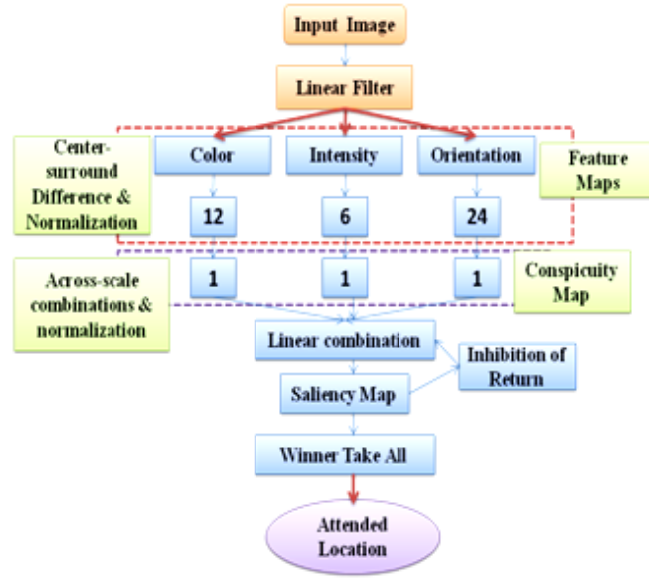 Input Image
Linear Filter
Center-
surround
Difference &
Normalization
Color
Intensity
Orientation
Feature
Maps
12
6
24
Across-scale
combinations &
normalization
1
1
1
Conspicuity
Map
Linear combination
Inhibition of
Return
Saliency Map
Winner Take All
Attended
Location